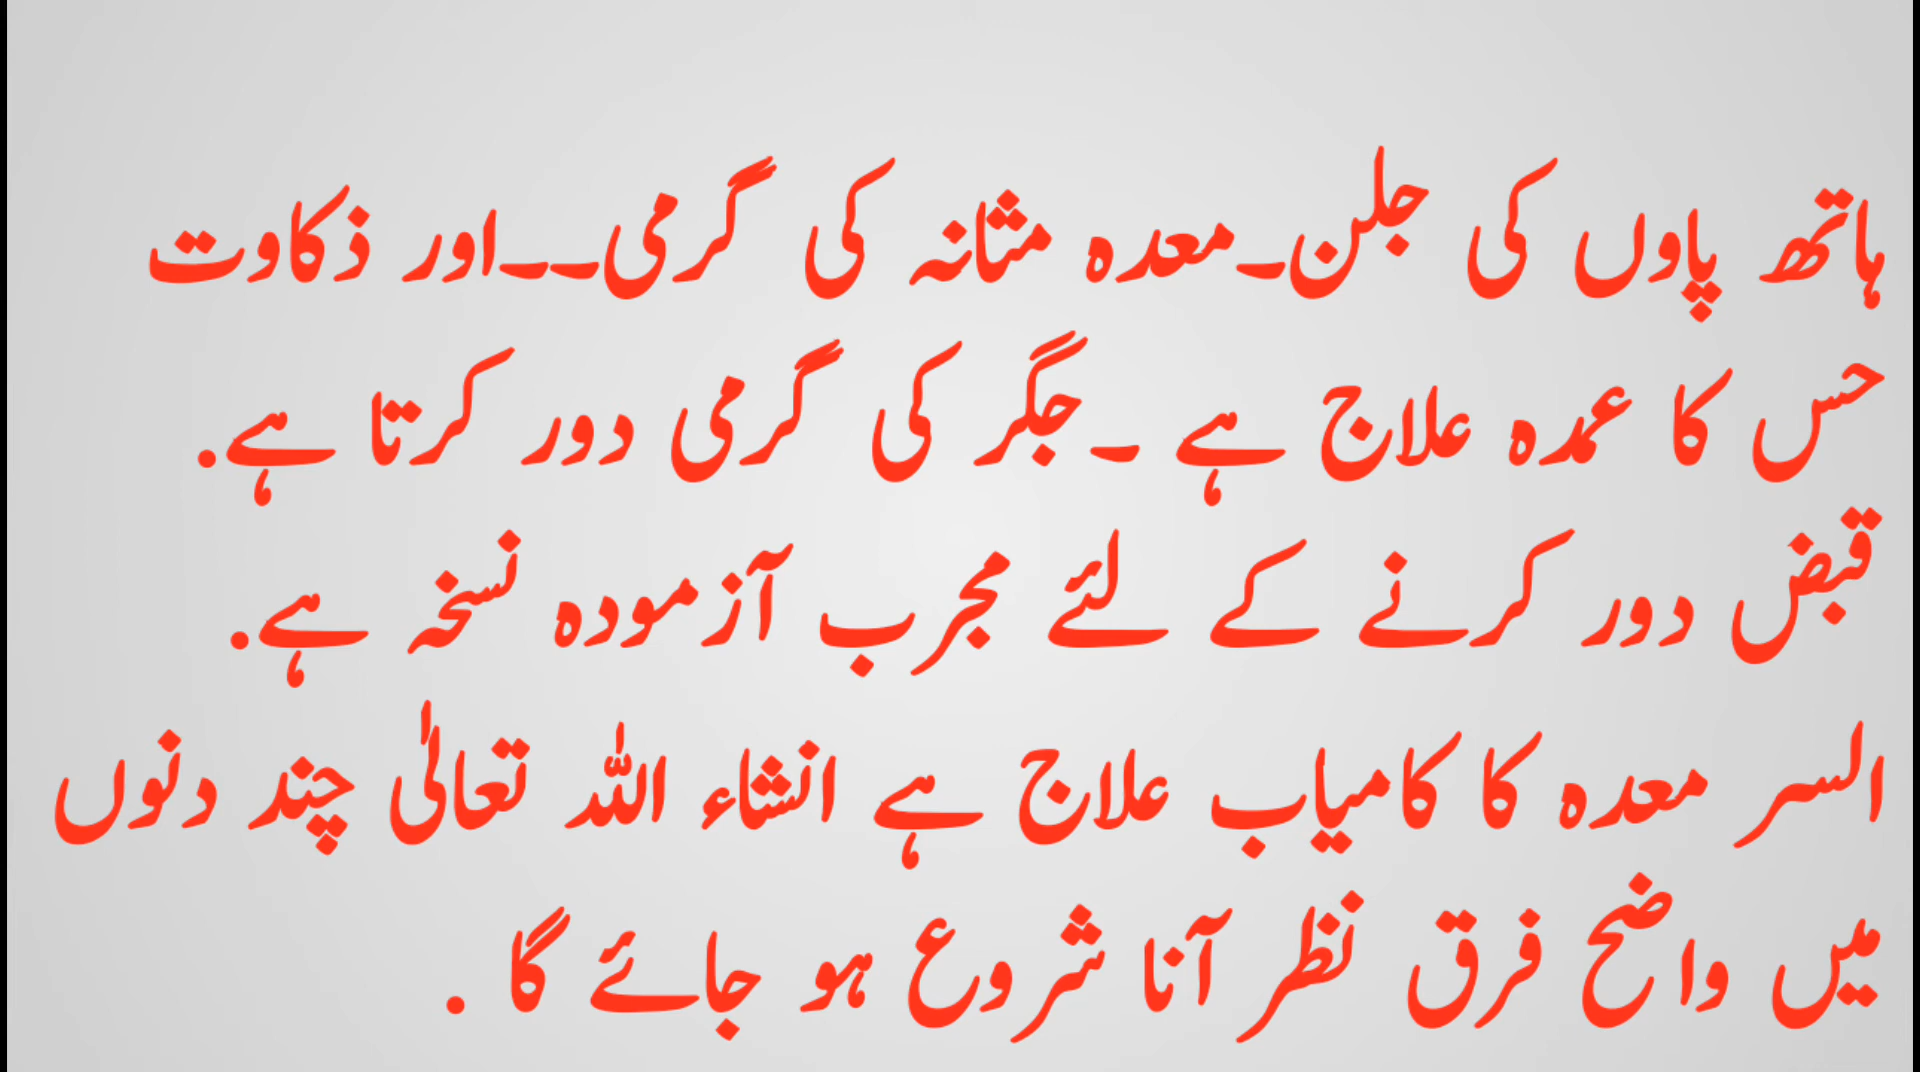 ہاتھ پاوں کی جلن۔معدہ مثانہ کی گرمی۔۔اور ذکاوت
حس کا عمدہ علاج ہے ۔جگر کی گرمی دور کرتا ہے.
قبض دور کرنے کے لئے مجرب آزمودہ نسخہ ہے.
السر معدہ کا کامیاب علاج ہے انشاء اللہ تعالٰی چند دنوں
میں واضح فرق نظر آنا شروع ہو جائے گا .